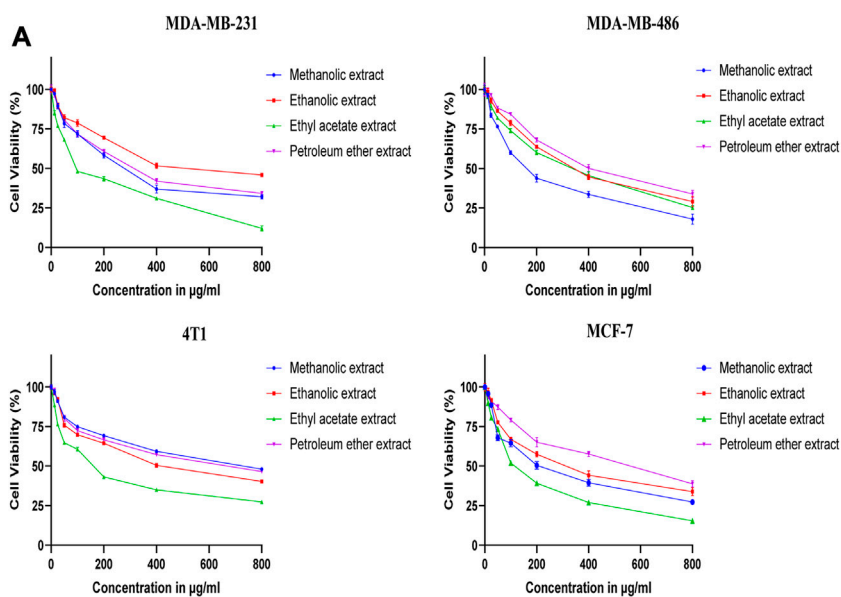 A
MDA-MB-231
Cell Viability (%)
100
75
50
25
0
0 200 400 600 800
Concentration in µg/ml
Methanolic extract
Ethanolic extract
Ethyl acetate extract
Petroleum ether extract
MDA-MB-486
Cell Viability (%)
100
75
50
25
0
0 200 400 600 800
Concentration in µg/ml
Methanolic extract
Ethanolic extract
Ethyl acetate extract
Petroleum ether extract
4T1
Cell Viability (%)
100
75
50
25
0
0 200 400 600 800
Concentration in µg/ml
Methanolic extract
Ethanolic extract
Ethyl acetate extract
Petroleum ether extract
MCF-7
Cell Viability (%)
100
75
50
25
0
0 200 400 600 800
Concentration in µg/ml
Methanolic extract
Ethanolic extract
Ethyl acetate extract
Petroleum ether extract